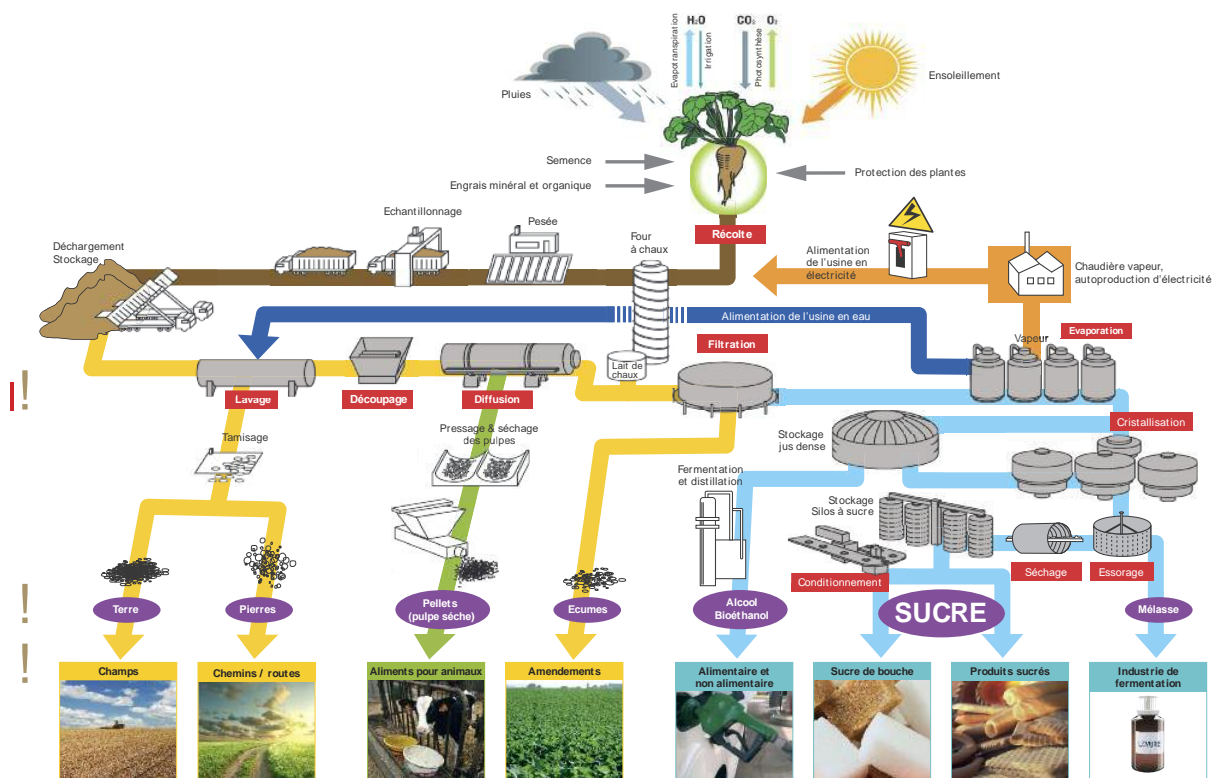 H₂O
CO₂ O₂
Evapotranspiration
Irrigation
Photosynthèse
Pluies
Ensoleillement
Semence
Engrais minéral et organique
Protection des plantes
Récolte
Echantillonnage
Pesée
Déchargement
Stockage
Four
à chaux
Alimentation
de l'usine en
électricité
Chaudière vapeur,
autoproduction d'électricité
Alimentation de l'usine en eau
Vapeur
Evaporation
Filtration
Lait de
chaux
Lavage
Découpage
Diffusion
!
Cristallisation
Tamisage
Pressage & séchage
des pulpes
Stockage
jus dense
Fermentation
et distillation
Stockage
Silos à sucre
Conditionnement
Séchage
Essorage
!
Terre
Pierres
Pellets
(pulpe séche)
Ecumes
Alcool
Bioéthanol
SUCRE
Mélasse
!
Champs
Chemins / routes
Aliments pour animaux
Amendements
Alimentaire et
non alimentaire
Sucre de bouche
Produits sucrés
Industrie de
fermentation
LEVURE